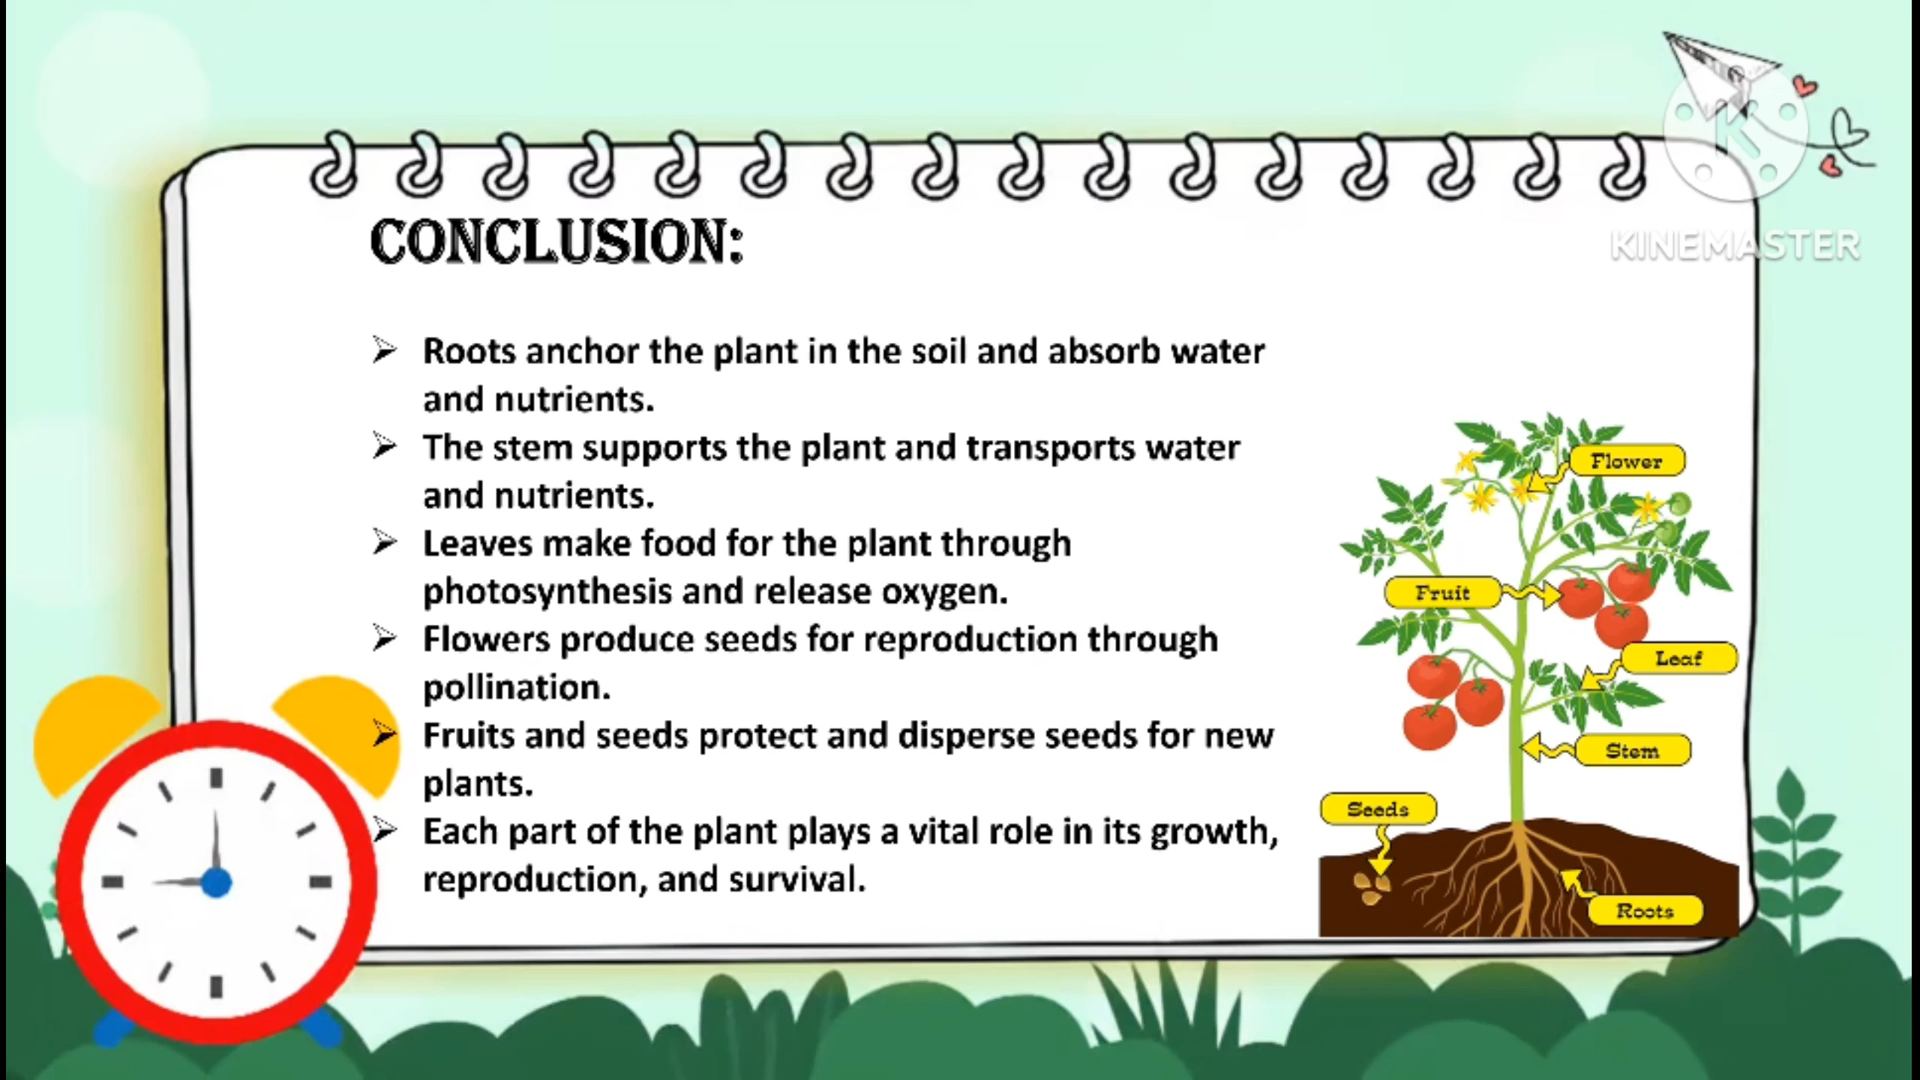 KINEMASTER
CONCLUSION:
➢ Roots anchor the plant in the soil and absorb water
and nutrients.
➢ The stem supports the plant and transports water
and nutrients.
➢ Leaves make food for the plant through
photosynthesis and release oxygen.
➢ Flowers produce seeds for reproduction through
pollination.
➢ Fruits and seeds protect and disperse seeds for new
plants.
➢ Each part of the plant plays a vital role in its growth,
reproduction, and survival.
Flower
Fruit
Leaf
Stem
Seeds
Roots